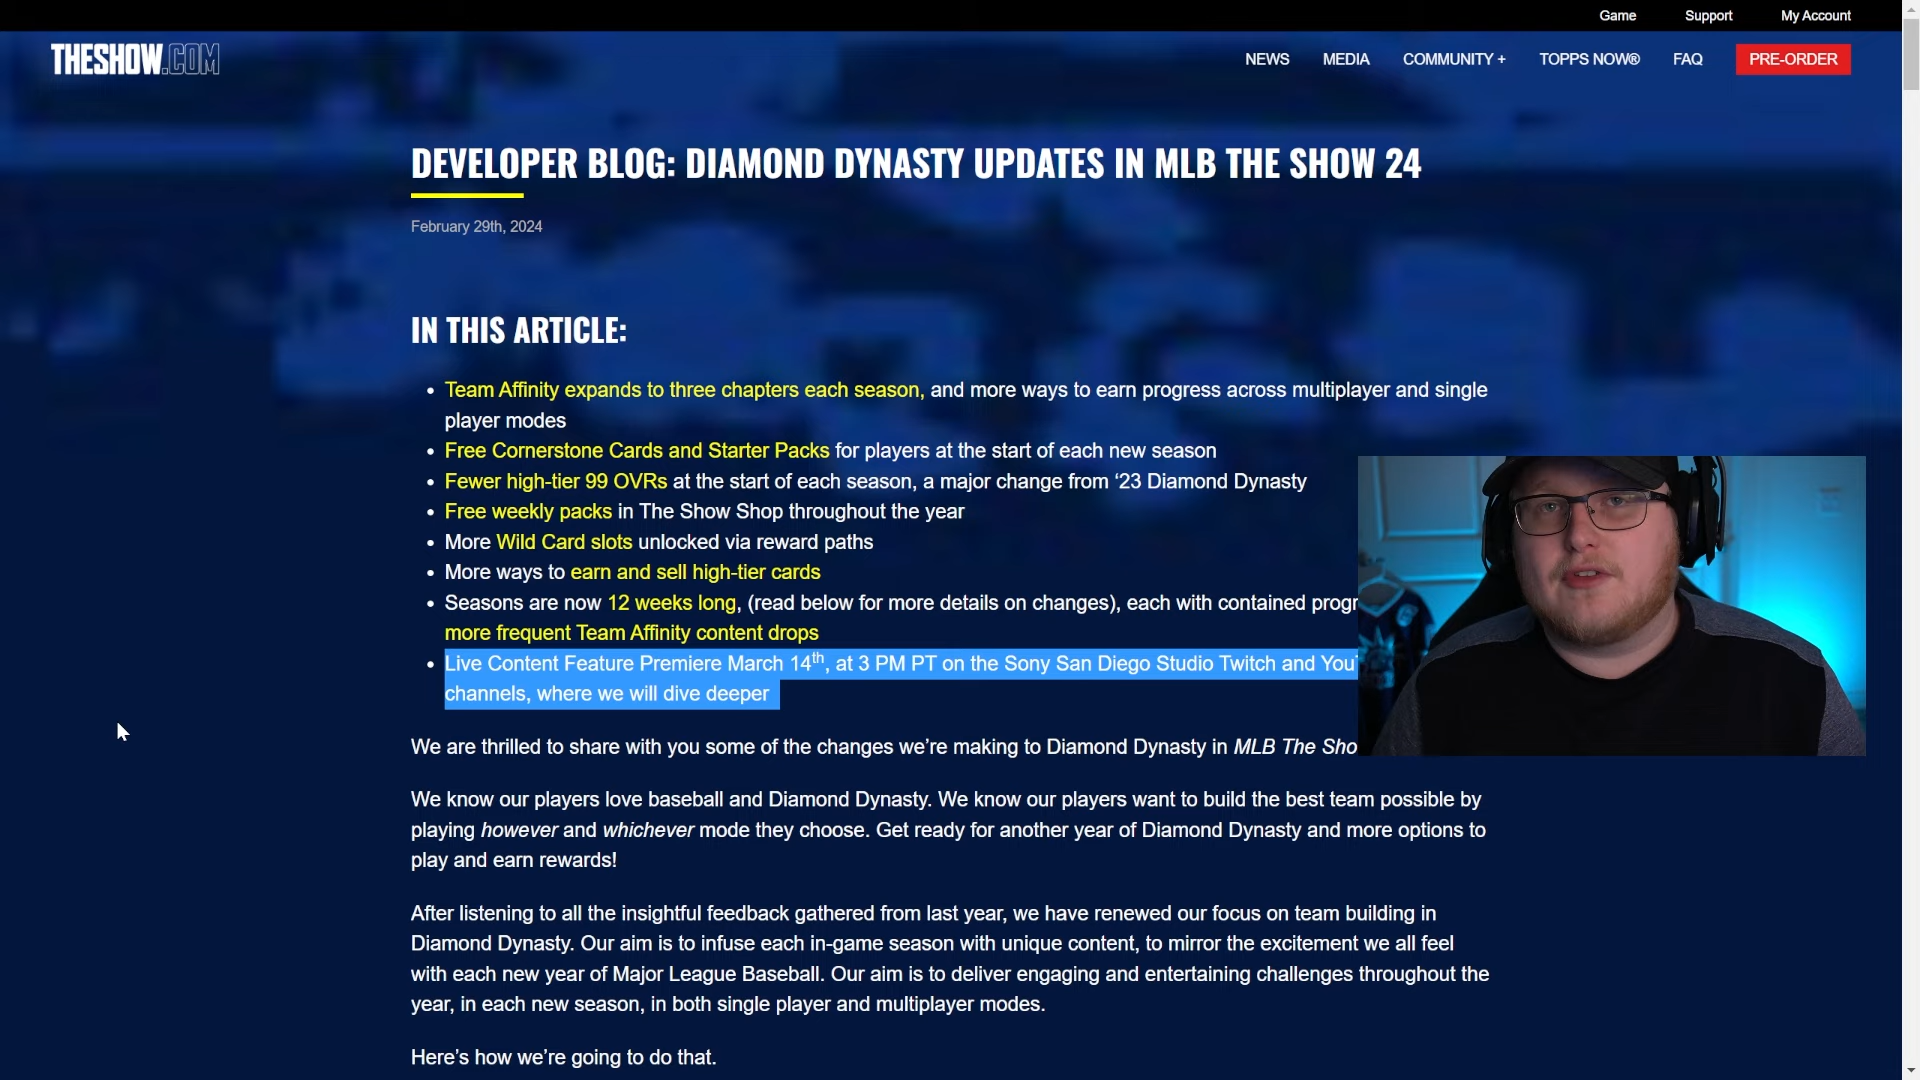 Game Support My Account
THESHOW.COM NEWS MEDIA COMMUNITY + TOPPS NOW® FAQ PRE-ORDER
DEVELOPER BLOG: DIAMOND DYNASTY UPDATES IN MLB THE SHOW 24
February 29th, 2024
IN THIS ARTICLE:
• Team Affinity expands to three chapters each season, and more ways to earn progress across multiplayer and single
player modes
• Free Cornerstone Cards and Starter Packs for players at the start of each new season
• Fewer high-tier 99 OVRs at the start of each season, a major change from ‘23 Diamond Dynasty
• Free weekly packs in The Show Shop throughout the year
• More Wild Card slots unlocked via reward paths
• More ways to earn and sell high-tier cards
• Seasons are now 12 weeks long, (read below for more details on changes), each with contained
more frequent Team Affinity content drops
• Live Content Feature Premiere March 14th, at 3 PM PT on the Sony San Diego Studio Twitch and
channels, where we will dive deeper
We are thrilled to share with you some of the changes we’re making to Diamond Dynasty in MLB The
We know our players love baseball and Diamond Dynasty. We know our players want to build the best team possible by
playing however and whichever mode they choose. Get ready for another year of Diamond Dynasty and more options to
play and earn rewards!
After listening to all the insightful feedback gathered from last year, we have renewed our focus on team building in
Diamond Dynasty. Our aim is to infuse each in-game season with unique content, to mirror the excitement we all feel
with each new year of Major League Baseball. Our aim is to deliver engaging and entertaining challenges throughout the
year, in each new season, in both single player and multiplayer modes.
Here’s how we’re going to do that.